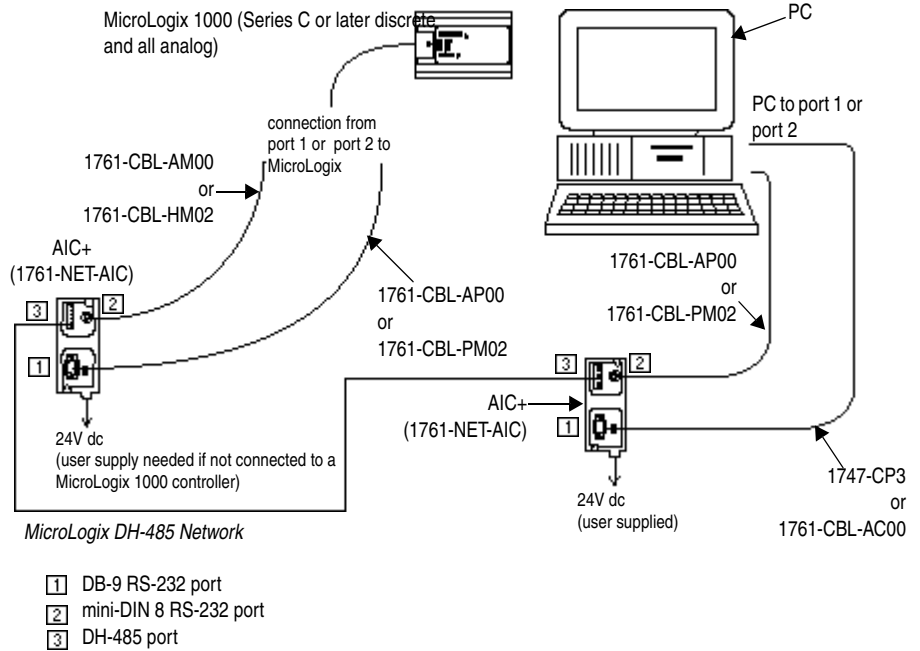 MicroLogix 1000 (Series C or later discrete
and all analog)
PC
PC to port 1 or
port 2
connection from
port 1 or port 2 to
MicroLogix
1761-CBL-AM00
or
1761-CBL-HM02
AIC+
(1761-NET-AIC)
3
2
1
1761-CBL-AP00
or
1761-CBL-PM02
24V dc
(user supply needed if not connected to a
MicroLogix 1000 controller)
1761-CBL-AP00
or
1761-CBL-PM02
3
2
AIC+
(1761-NET-AIC)
1
24V dc
(user supplied)
1747-CP3
or
1761-CBL-AC00
MicroLogix DH-485 Network
1 DB-9 RS-232 port
2 mini-DIN 8 RS-232 port
3 DH-485 port